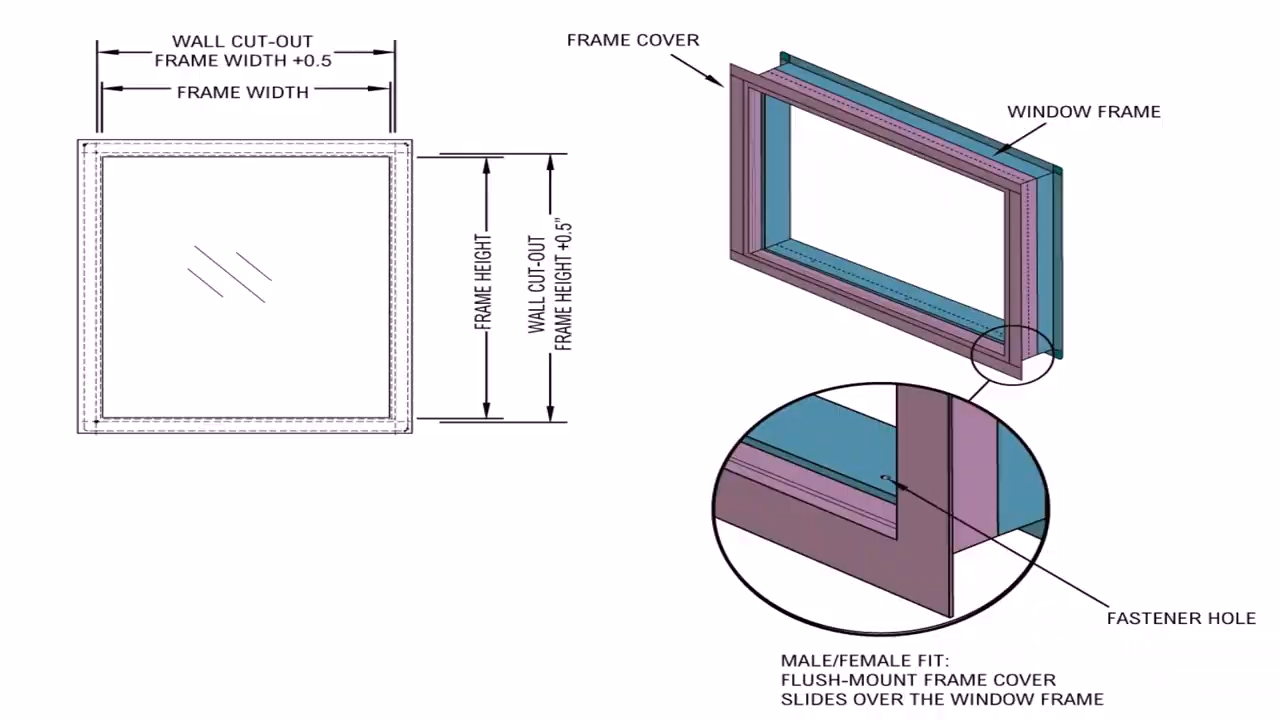 WALL CUT-OUT
FRAME WIDTH +0.5
FRAME WIDTH
FRAME HEIGHT
WALL CUT-OUT
FRAME HEIGHT +0.5"
FRAME COVER
WINDOW FRAME
FASTENER HOLE
MALE/FEMALE FIT:
FLUSH-MOUNT FRAME COVER
SLIDES OVER THE WINDOW FRAME